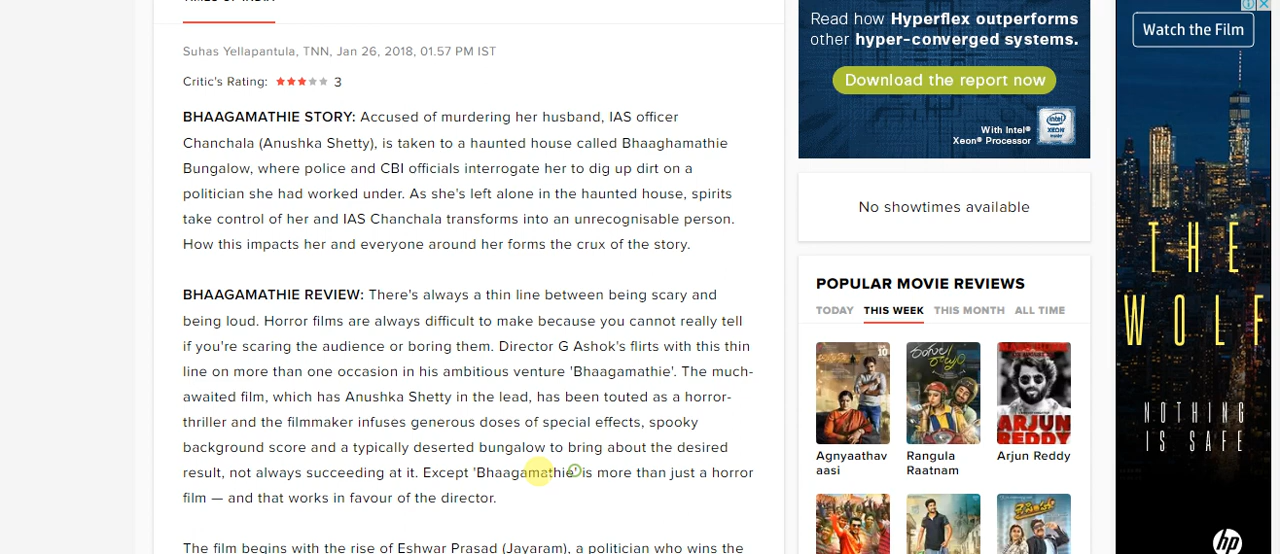 Suhas Yellapantula, TNN, Jan 26, 2018, 01.57 PM IST
Critic's Rating: 3
BHAAGAMATHIE STORY: Accused of murdering her husband, IAS officer
Chanchala (Anushka Shetty), is taken to a haunted house called Bhaaghamathie
Bungalow, where police and CBI officials interrogate her to dig up dirt on a
politician she had worked under. As she's left alone in the haunted house, spirits
take control of her and IAS Chanchala transforms into an unrecognisable person.
How this impacts her and everyone around her forms the crux of the story.
BHAAGAMATHIE REVIEW: There's always a thin line between being scary and
being loud. Horror films are always difficult to make because you cannot really tell
if you're scaring the audience or boring them. Director G Ashok's flirts with this thin
line on more than one occasion in his ambitious venture 'Bhaagamathie'. The much-
awaited film, which has Anushka Shetty in the lead, has been touted as a horror-
thriller and the filmmaker infuses generous doses of special effects, spooky
background score and a typically deserted bungalow to bring about the desired
result, not always succeeding at it. Except 'Bhaagamathie' is more than just a horror
film — and that works in favour of the director.
The film begins with the rise of Eshwar Prasad (Jayaram), a politician who wins the
Read how Hyperflex outperforms
other hyper-converged systems.
Download the report now
With Intel®
Xeon® Processor
intel
XEON
No showtimes available
POPULAR MOVIE REVIEWS
TODAY THIS WEEK THIS MONTH ALL TIME
ARJUN
REDDY
Agnyaathav
aasi
Rangula
Raatnam
Arjun Reddy
Watch the Film
THE
WOLF
NOTHING
IS SAFE
hp